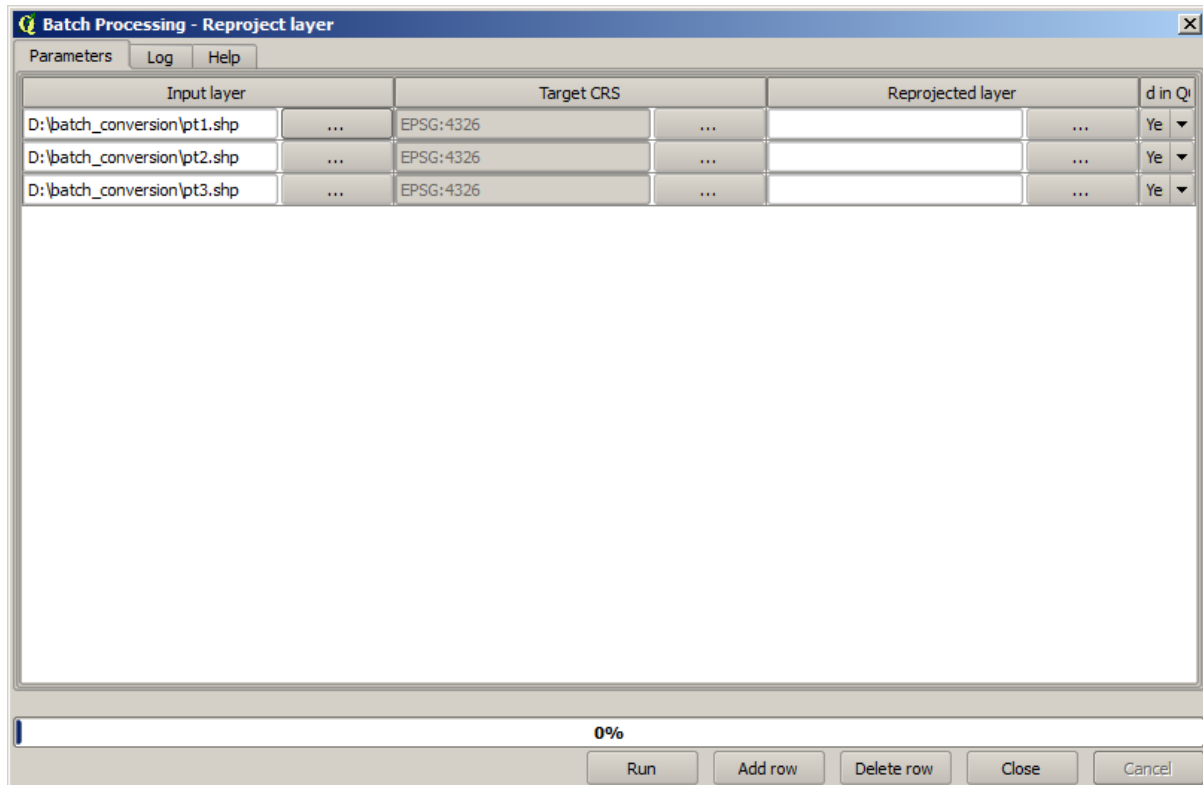 Batch Processing - Reproject layer
Parameters Log Help
Input layer Target CRS Reprojected layer d in Q
D:\batch_conversion\pt1.shp ... EPSG:4326 ... ... Ye
D:\batch_conversion\pt2.shp ... EPSG:4326 ... ... Ye
D:\batch_conversion\pt3.shp ... EPSG:4326 ... ... Ye
0%
Run Add row Delete row Close Cancel